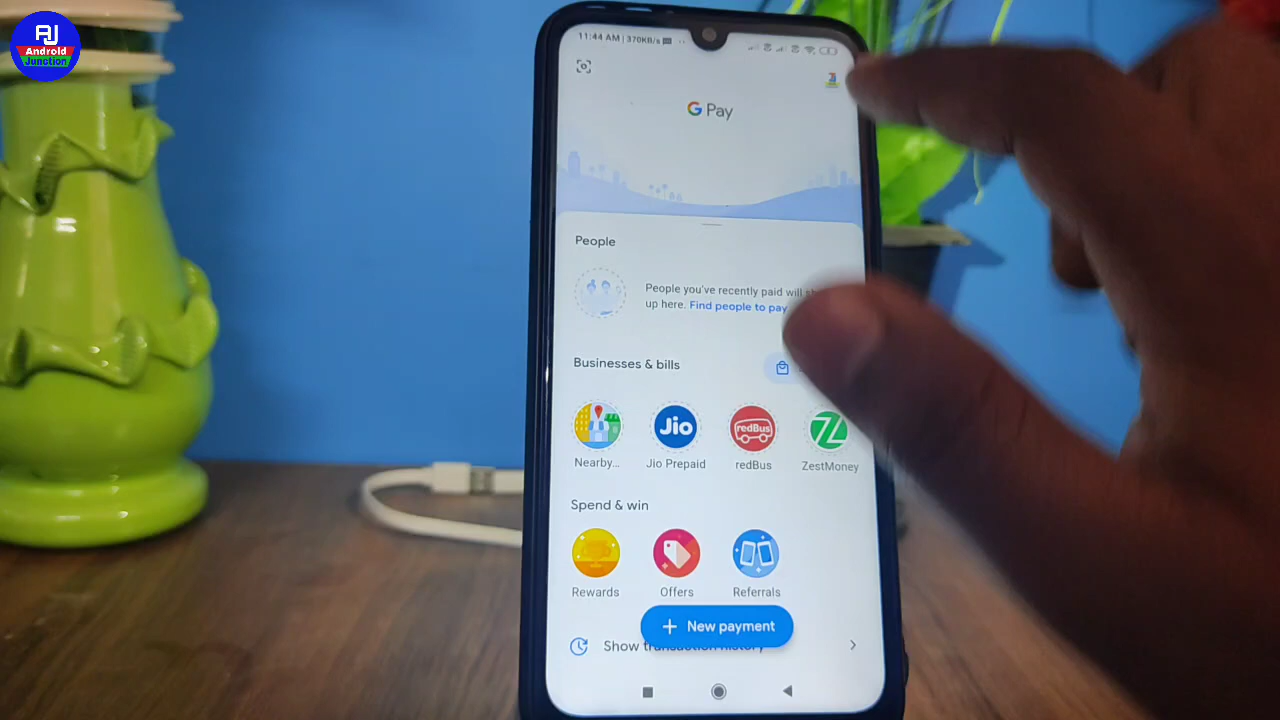 AJ
Android
Junction
11:44 AM | 370KB/s
G Pay
People
People you've recently paid will
up here. Find people to pay
Businesses & bills
Jio
redBus
Nearby...
Jio Prepaid
redBus
ZestMoney
Spend & win
Rewards
Offers
Referrals
+ New payment
Show transaction history